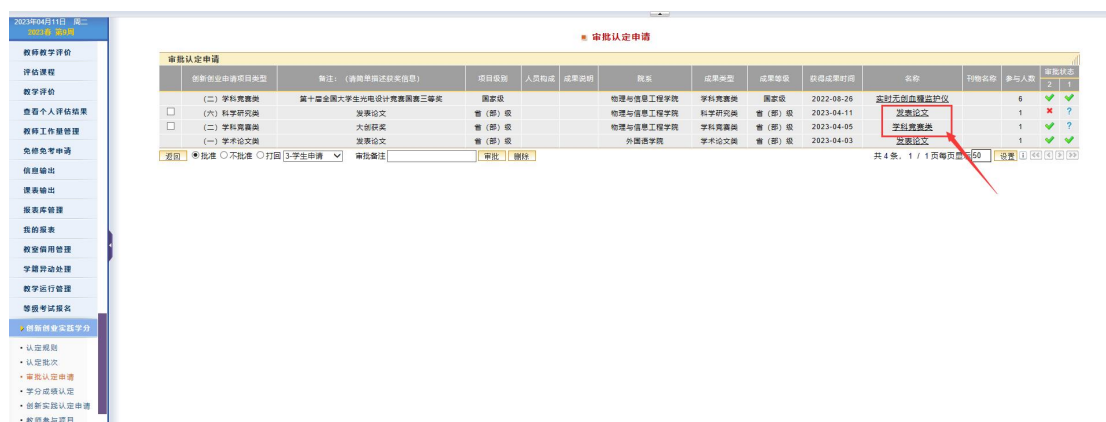 2023年04月11日 周二
2023春 第9周
教师教学评价
评估课程
教学评价
查看个人评估结果
教师工作量管理
免修免考申请
信息输出
课表输出
报表库管理
我的报表
教室借用管理
学籍异动处理
教学运行管理
等级考试报名
创新创业实践学分
• 认定规则
• 认定批次
• 审批认定申请
• 学分成绩认定
• 创新实践认定申请
• 教师参与项目
审批认定申请
审批认定申请
创新创业申请项目类型 备注：（请简单描述获奖信息） 项目级别 人员构成 成果说明 院系 成果类型 成果等级 获得成果时间 名称 刊物名称 参与人数 审批状态
2 1
（二）学科竞赛类 第十届全国大学生光电设计竞赛国赛三等奖 国家级 物理与信息工程学院 学科竞赛类 国家级 2022-08-26 实时无创血糖监护仪 6
（六）科学研究类 发表论文 省（部）级 物理与信息工程学院 科学研究类 省（部）级 2023-04-11 发表论文 1 ?
（二）学科竞赛类 大创获奖 省（部）级 物理与信息工程学院 学科竞赛类 省（部）级 2023-04-05 学科竞赛类 1 ?
（一）学术论文类 发表论文 省（部）级 外国语学院 学术论文类 省（部）级 2023-04-03 发表论文 1
返回 批准 不批准 打回 3-学生申请 审批备注 审批 删除 共4条, 1 / 1页每页显示 50 设置 1 << < > >>